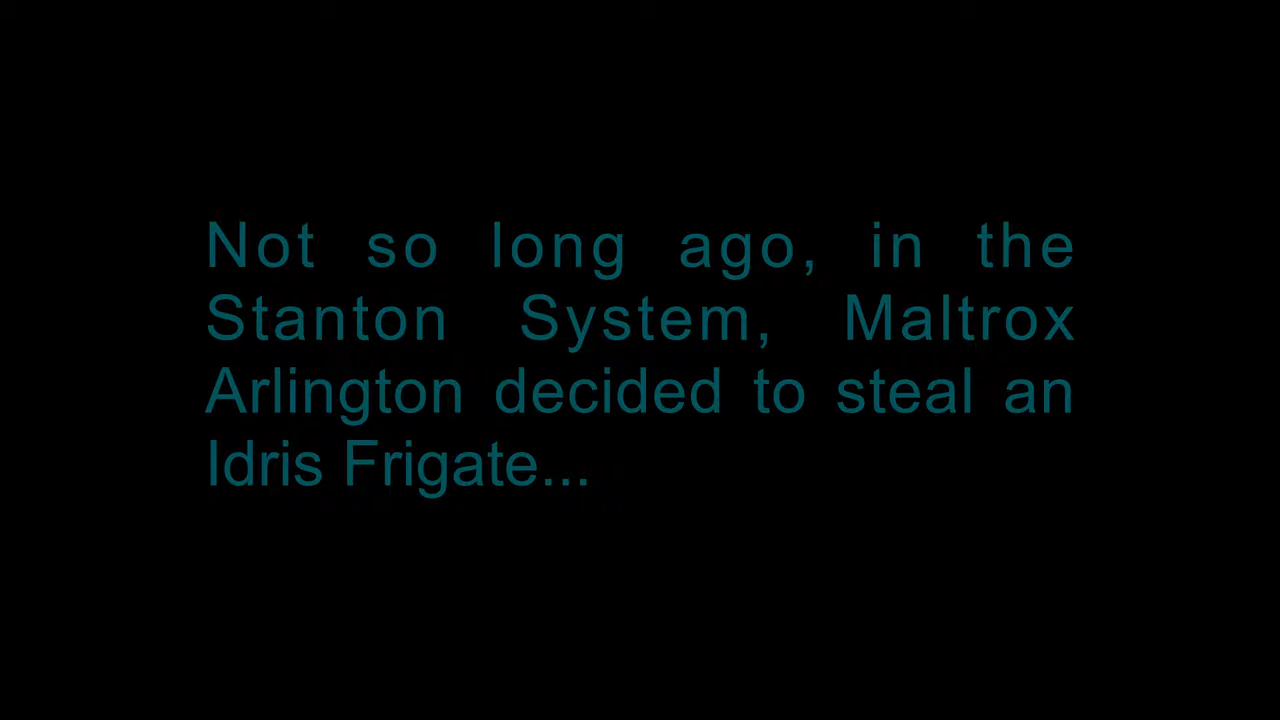 Not so long ago, in the
Stanton System, Maltrox
Arlington decided to steal an
Idris Frigate...